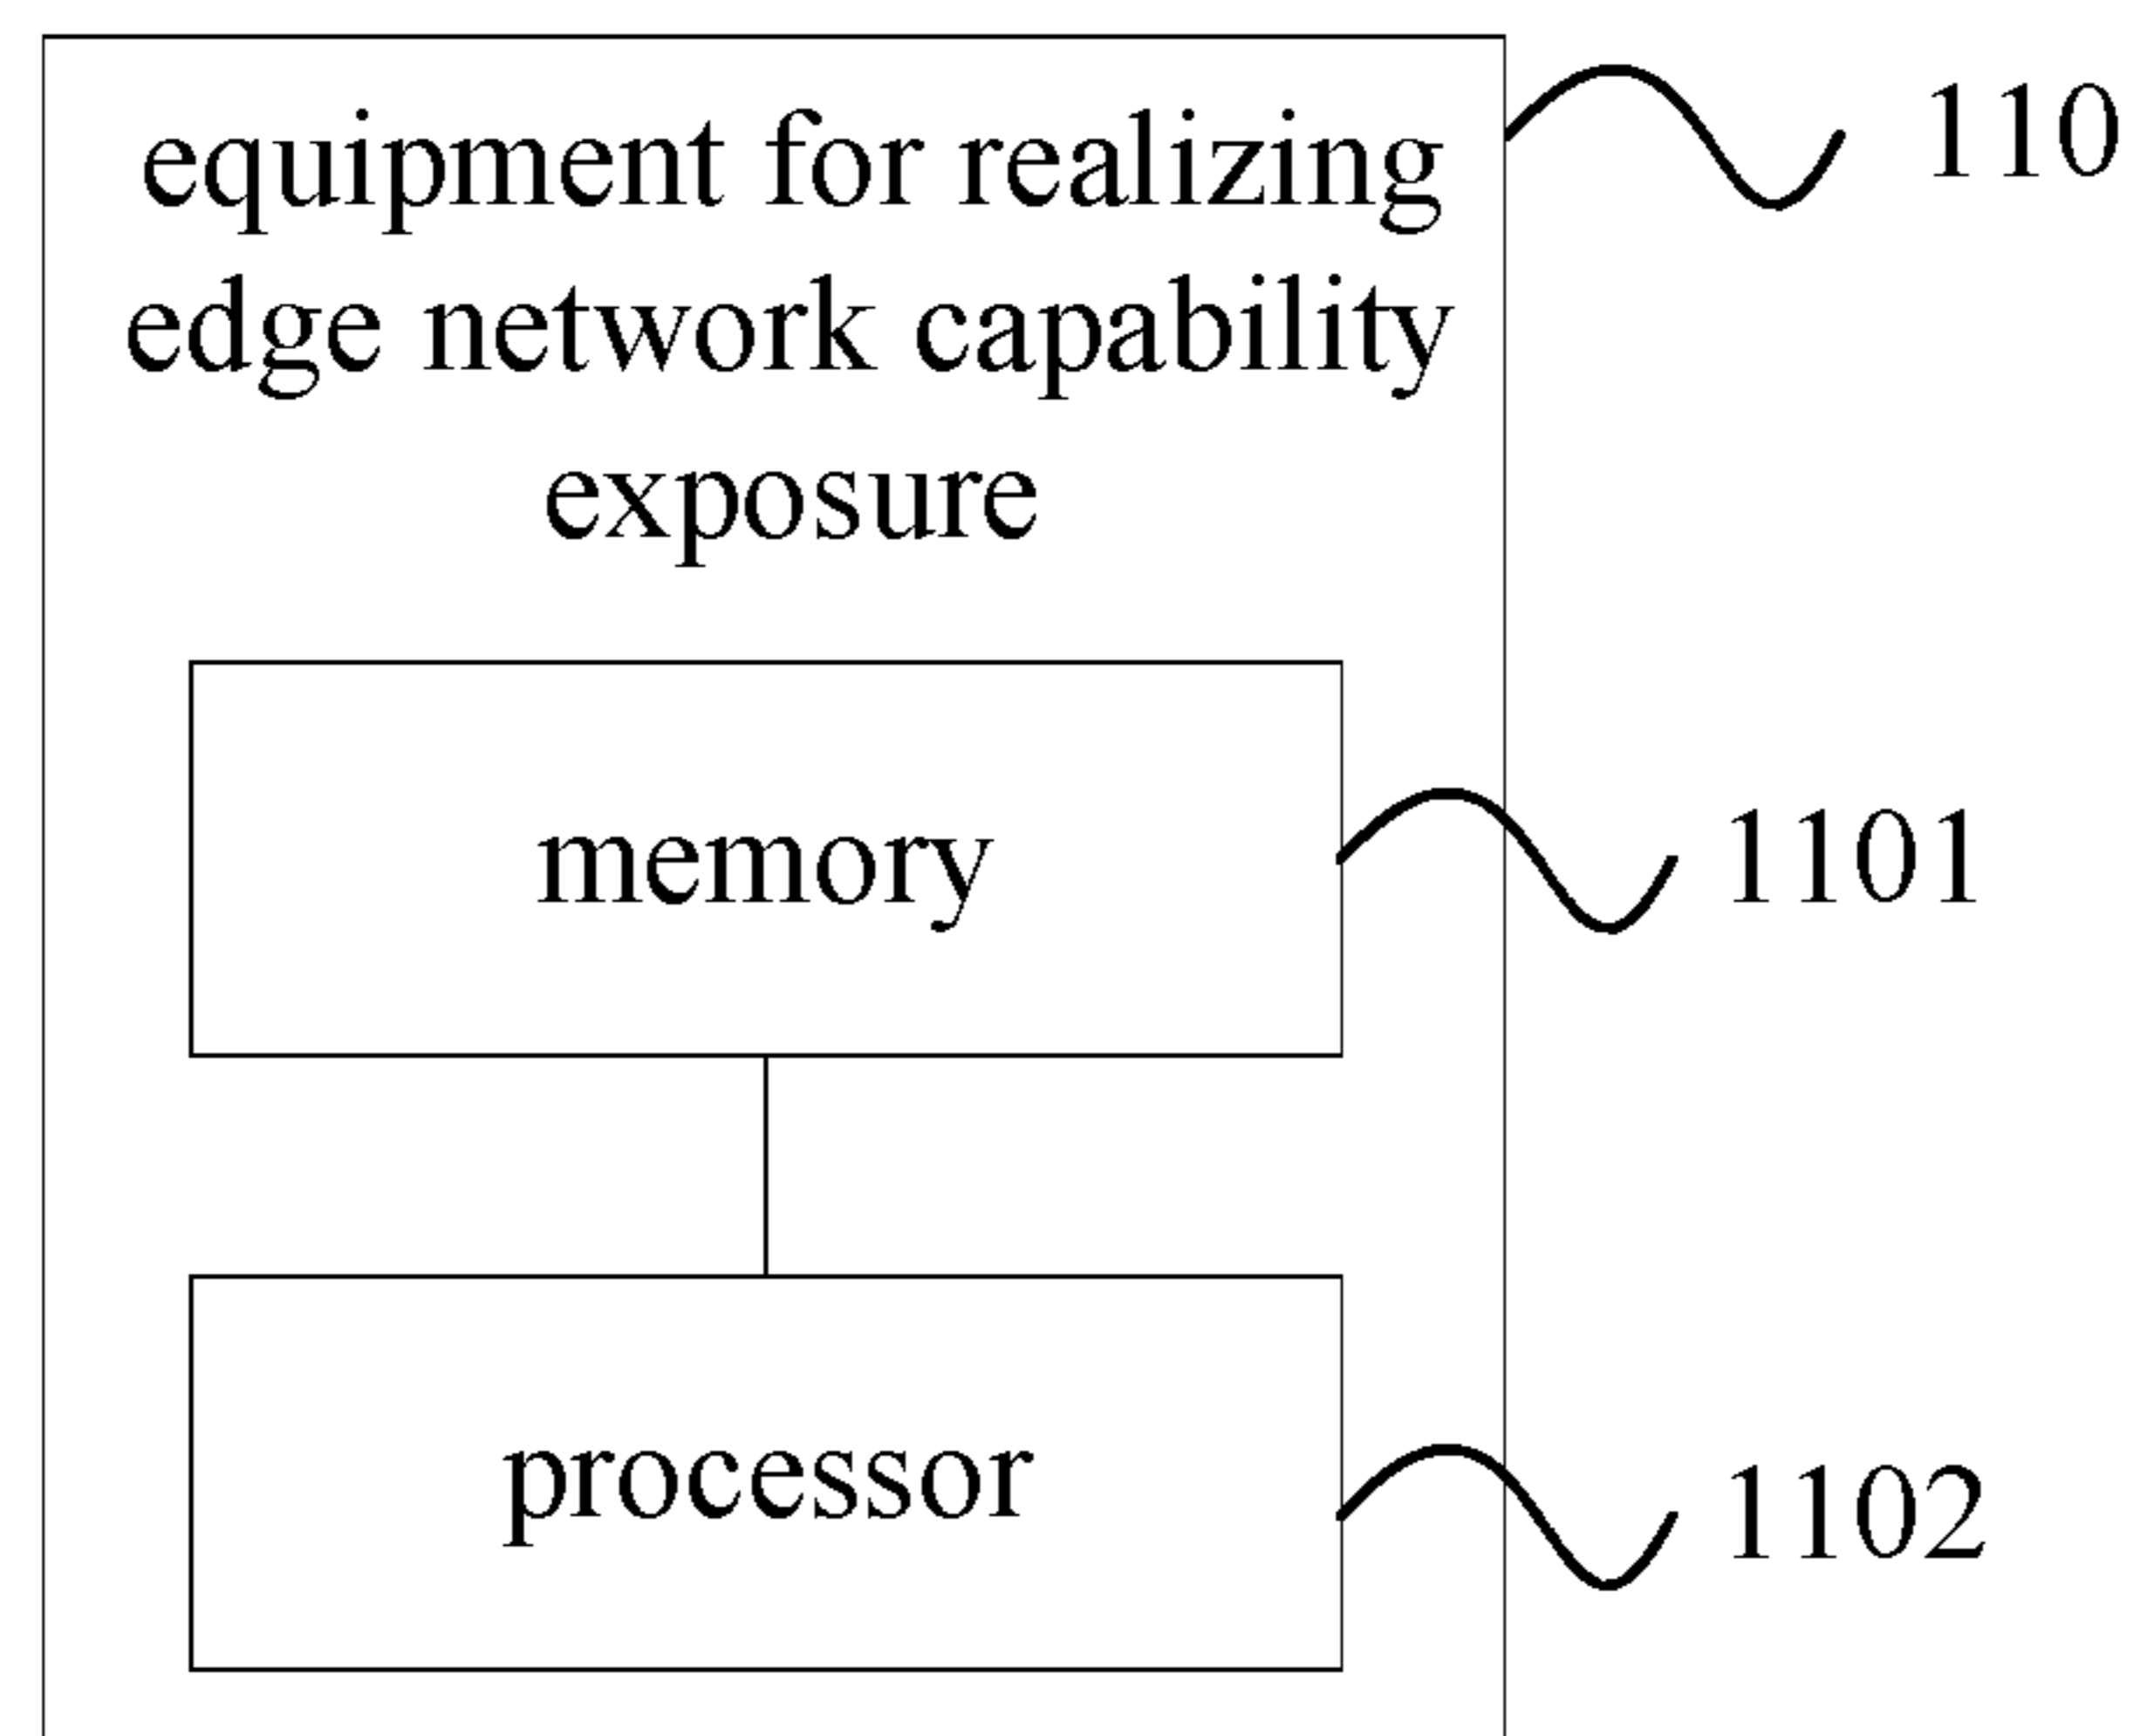 equipment for realizing
110
edge network capability
exposure
memory
1101
processor
1102